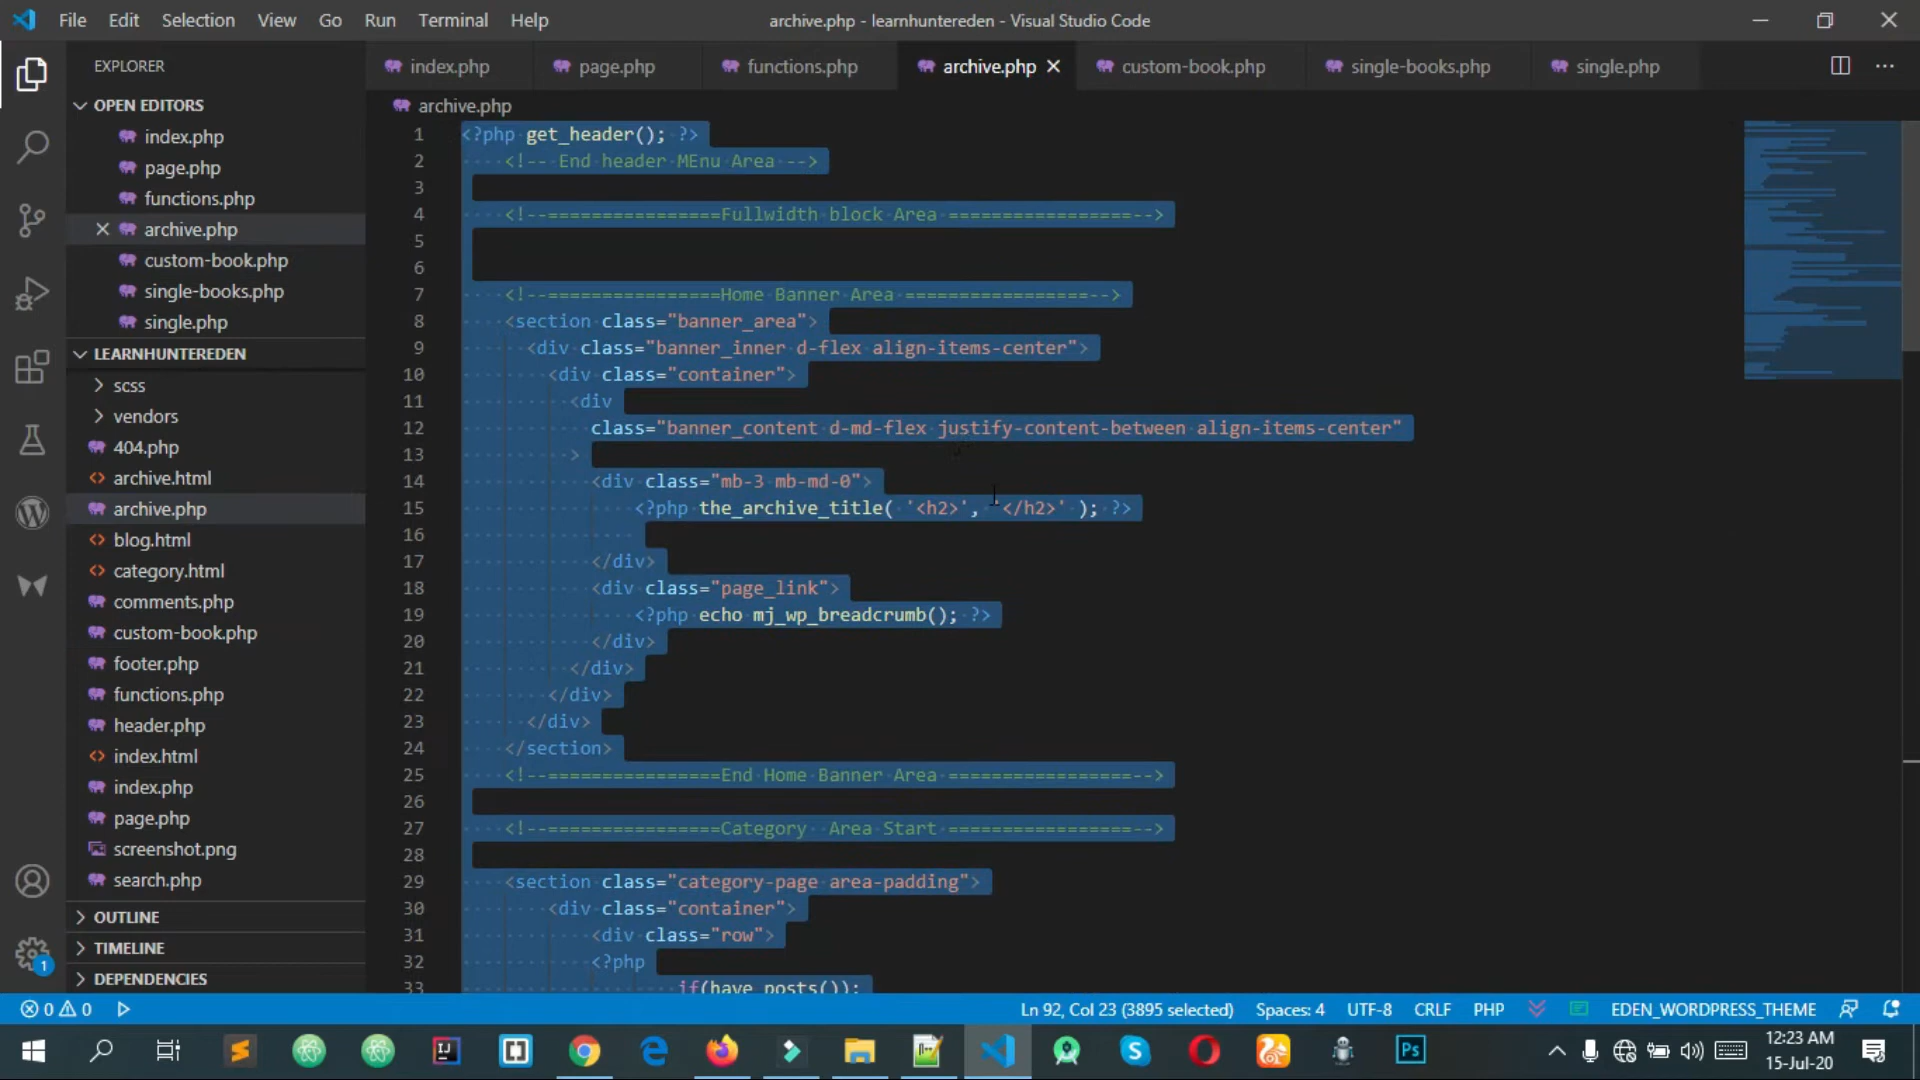 File Edit Selection View Go Run Terminal Help
archive.php - learnhuntereden - Visual Studio Code
EXPLORER
OPEN EDITORS
index.php
page.php
functions.php
archive.php
custom-book.php
single-books.php
single.php
LEARNHUNTEREDEN
scss
vendors
404.php
archive.html
archive.php
blog.html
category.html
comments.php
custom-book.php
footer.php
functions.php
header.php
index.html
index.php
page.php
screenshot.png
search.php
OUTLINE
TIMELINE
DEPENDENCIES
index.php page.php functions.php archive.php custom-book.php single-books.php single.php
archive.php
1 <?php get_header(); ?>
2 <!-- End header MEnu Area -->
3
4 <!--================Fullwidth block Area =================-->
5
6
7 <!--================Home Banner Area =================-->
8 <section class="banner_area">
9 <div class="banner_inner d-flex align-items-center">
10 <div class="container">
11 <div
12 class="banner_content d-md-flex justify-content-between align-items-center"
13 >
14 <div class="mb-3 mb-md-0">
15 <?php the_archive_title( '<h2>', '</h2>' ); ?>
16
17 </div>
18 <div class="page_link">
19 <?php echo mj_wp_breadcrumb(); ?>
20 </div>
21 </div>
22 </div>
23 </div>
24 </section>
25 <!--================End Home Banner Area =================-->
26
27 <!--================Category  Area Start =================-->
28
29 <section class="category-page area-padding">
30 <div class="container">
31 <div class="row">
32 <?php
33 if(have_posts()):
0 0 Ln 92, Col 23 (3895 selected) Spaces: 4 UTF-8 CRLF PHP EDEN_WORDPRESS_THEME
1
12:23 AM
15-Jul-20
IJ
Ps